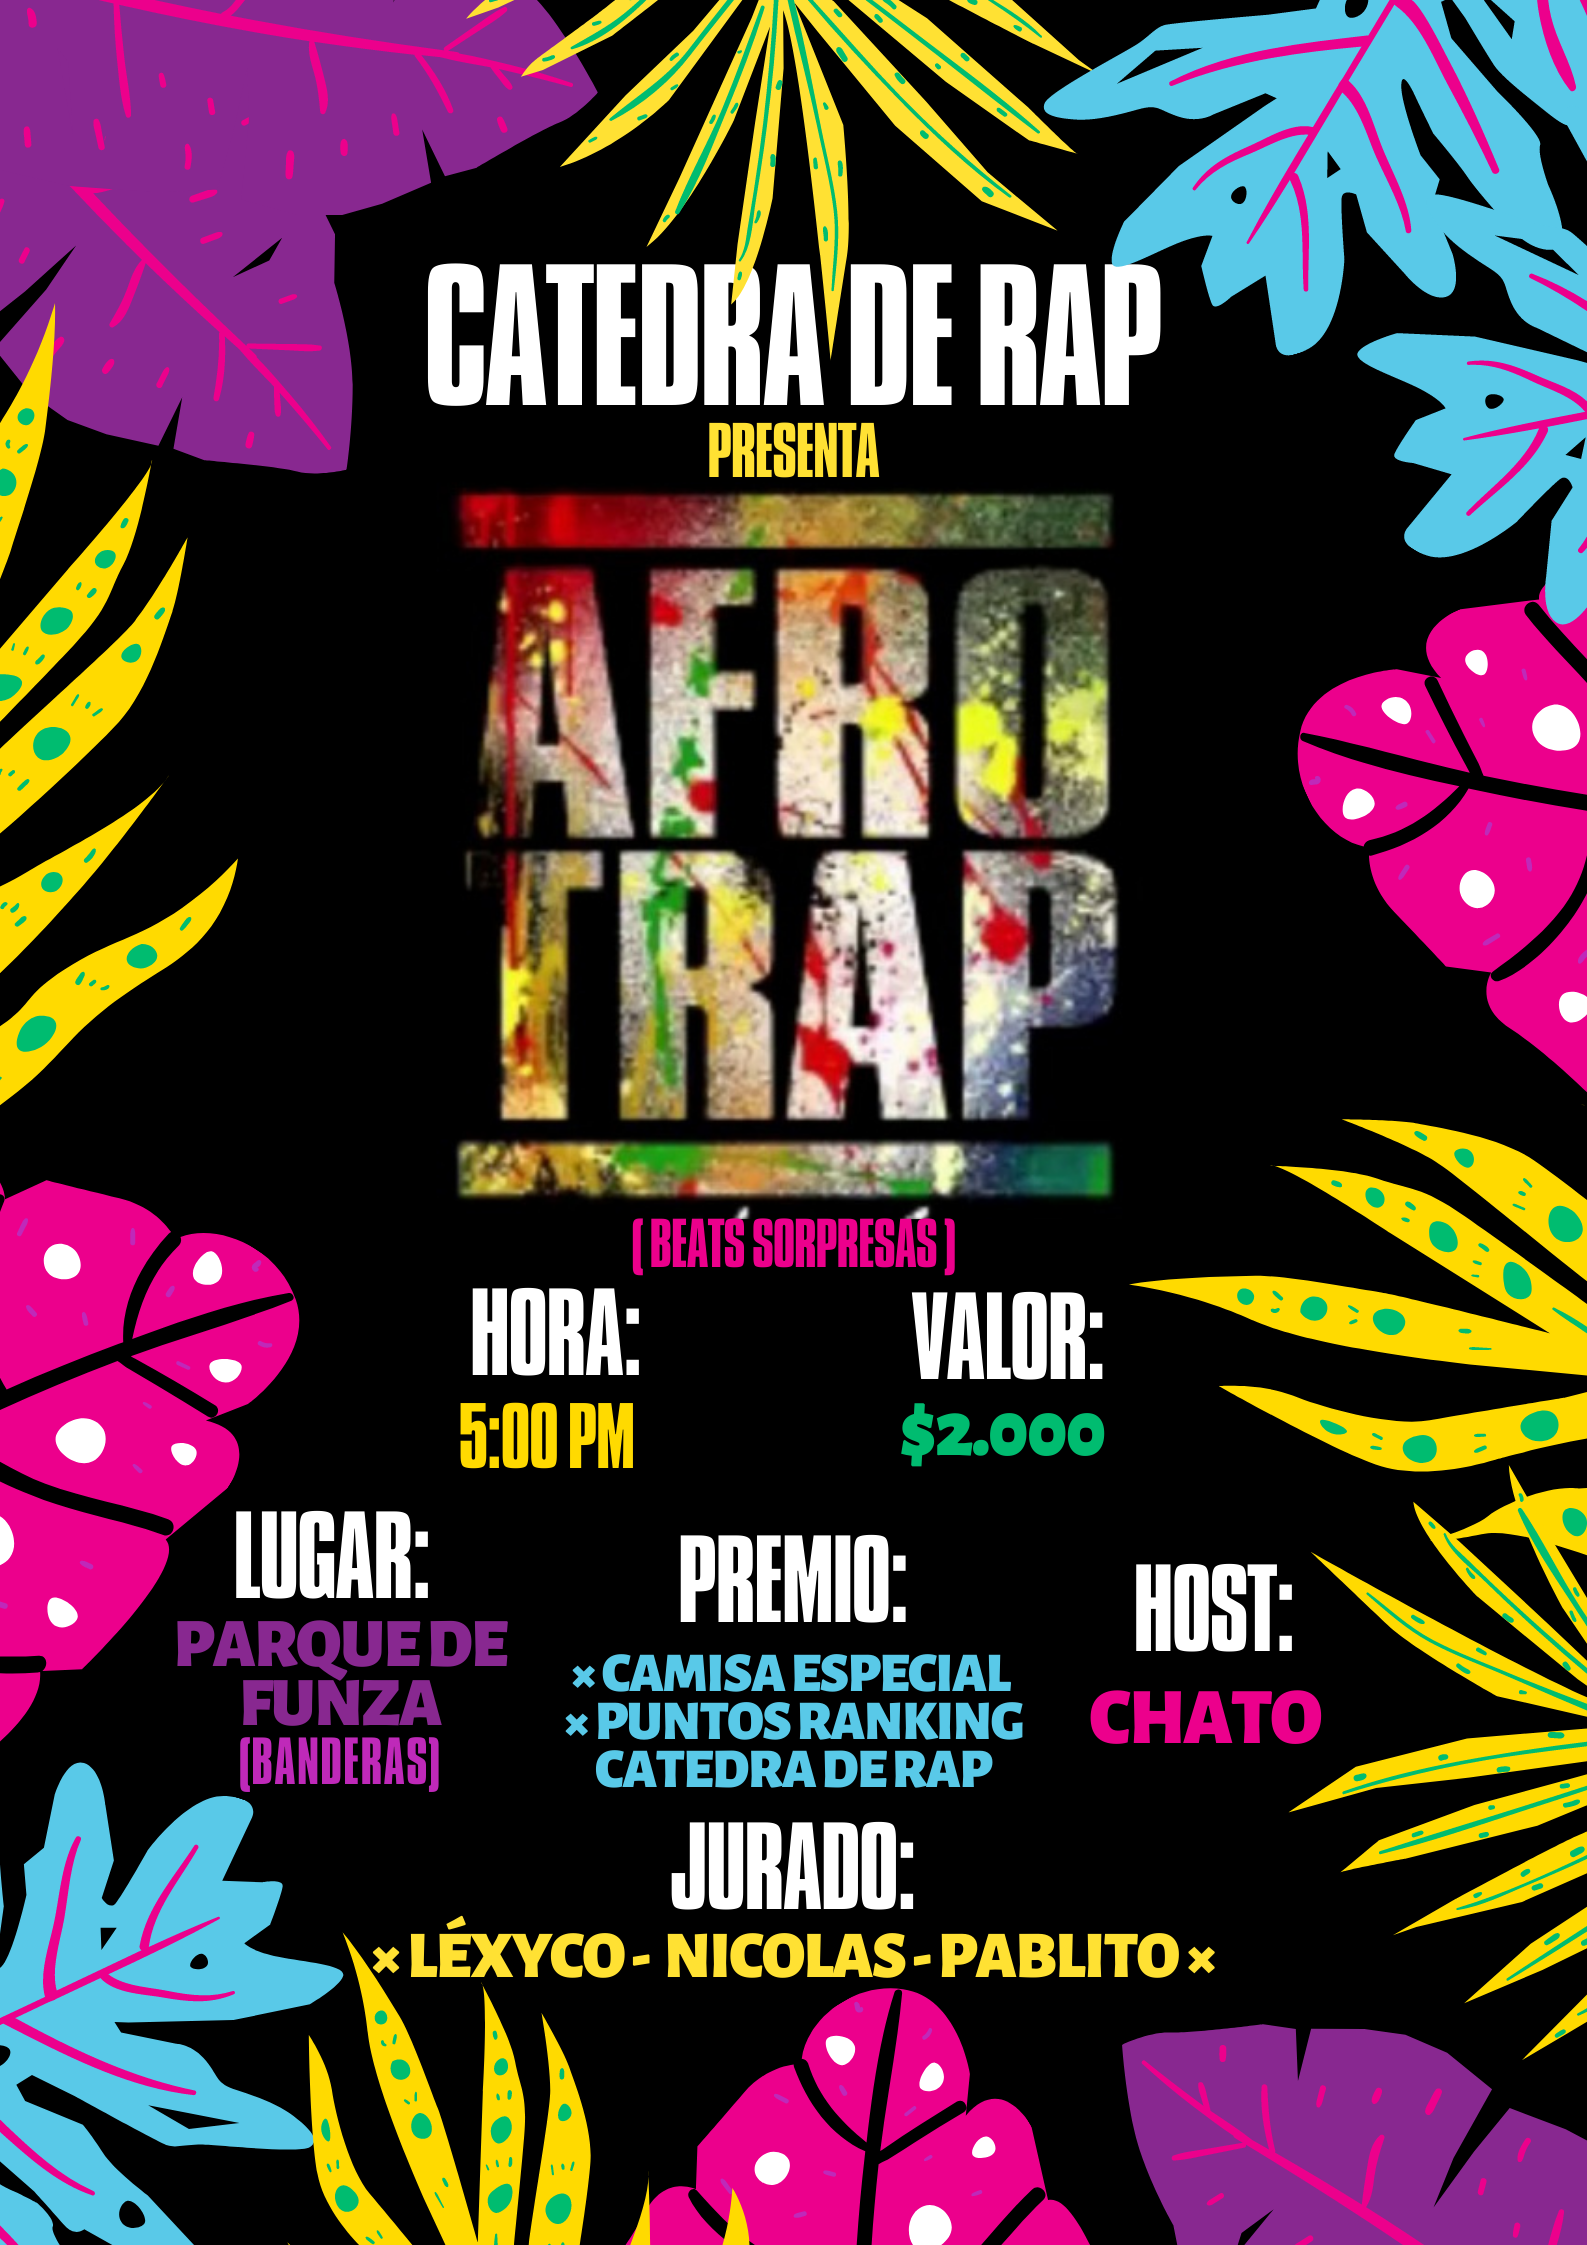 CATEDRA DE RAP
PRESENTA
AFRO
TRAP
( BEATS SORPRESAS )
HORA:
5:00 PM
VALOR:
$2.000
LUGAR:
PARQUE DE
FUNZA
(BANDERAS)
PREMIO:
× CAMISA ESPECIAL
× PUNTOS RANKING
CATEDRA DE RAP
HOST:
CHATO
JURADO:
× LÉXYCO - NICOLAS - PABLITO ×